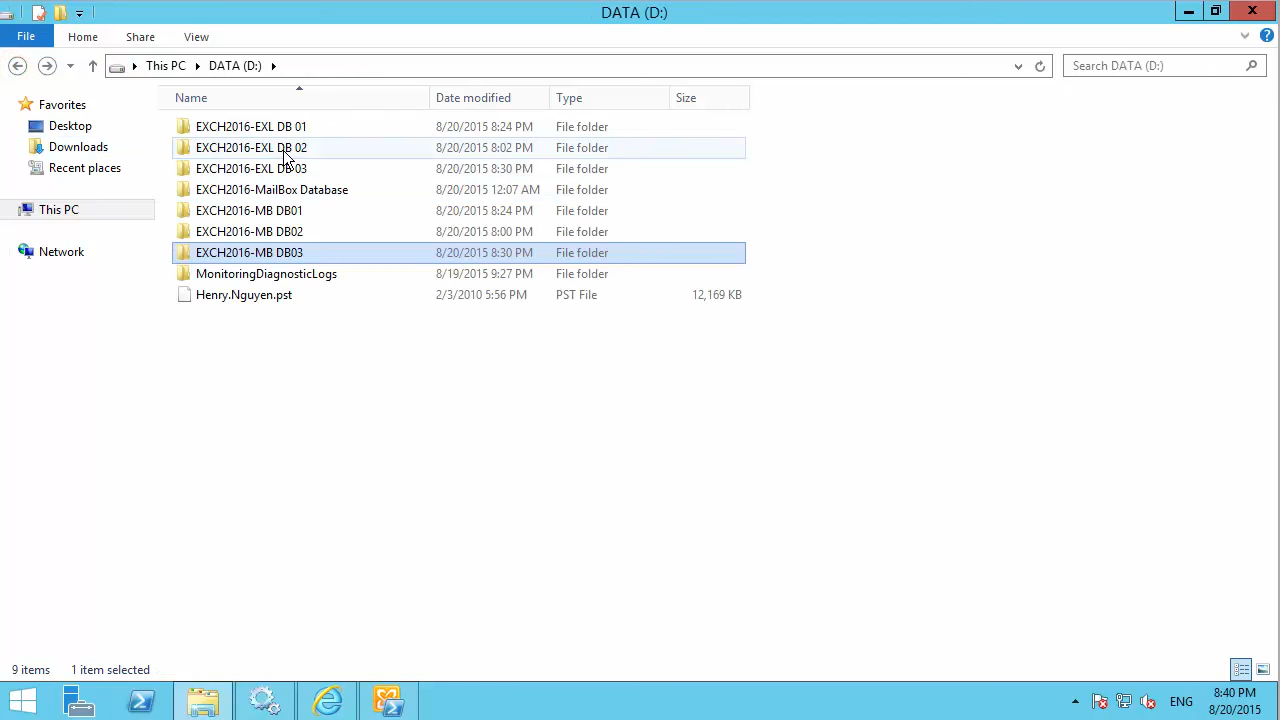 DATA (D:)
File Home Share View
This PC DATA (D:) Search DATA (D:)
Name Date modified Type Size
Favorites
Desktop
Downloads
Recent places
This PC
Network
EXCH2016-EXL DB 01 8/20/2015 8:24 PM File folder
EXCH2016-EXL DB 02 8/20/2015 8:02 PM File folder
EXCH2016-EXL DB 03 8/20/2015 8:30 PM File folder
EXCH2016-MailBox Database 8/20/2015 12:07 AM File folder
EXCH2016-MB DB01 8/20/2015 8:24 PM File folder
EXCH2016-MB DB02 8/20/2015 8:00 PM File folder
EXCH2016-MB DB03 8/20/2015 8:30 PM File folder
MonitoringDiagnosticLogs 8/19/2015 9:27 PM File folder
Henry.Nguyen.pst 2/3/2010 5:56 PM PST File 12,169 KB
9 items 1 item selected
ENG
8:40 PM
8/20/2015